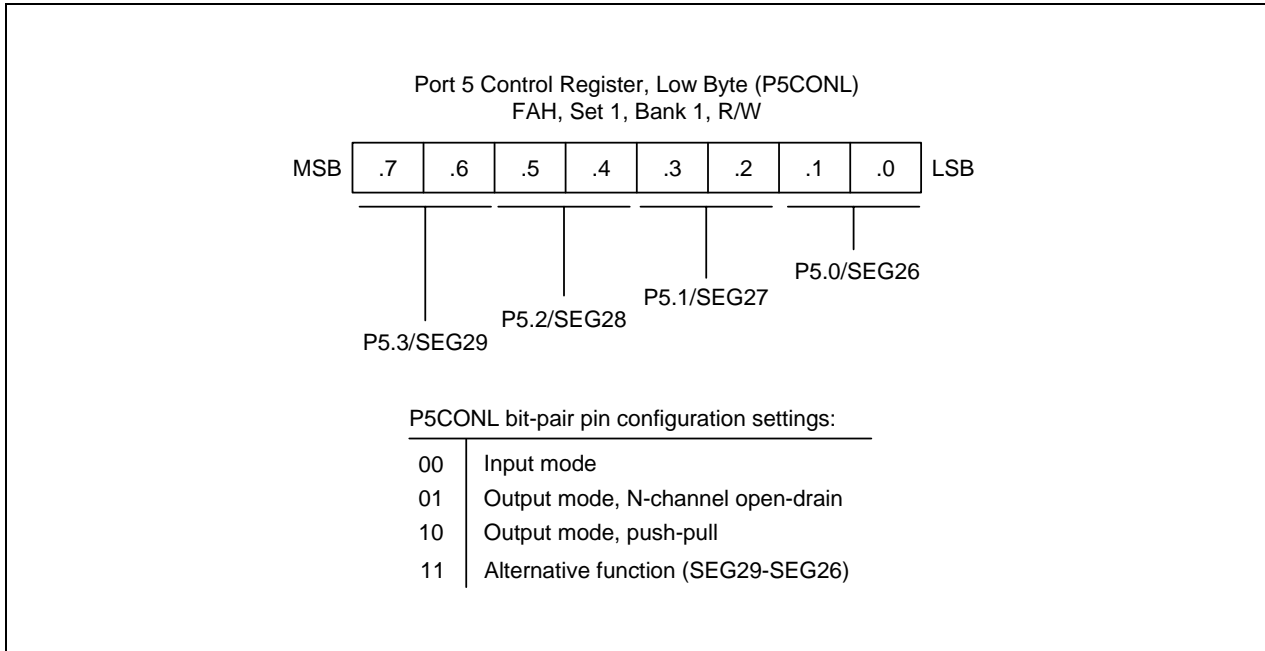 Port 5 Control Register, Low Byte (P5CONL)
FAH, Set 1, Bank 1, R/W
MSB .7 .6 .5 .4 .3 .2 .1 .0 LSB
P5.0/SEG26
P5.1/SEG27
P5.2/SEG28
P5.3/SEG29
P5CONL bit-pair pin configuration settings:
00 Input mode
01 Output mode, N-channel open-drain
10 Output mode, push-pull
11 Alternative function (SEG29-SEG26)